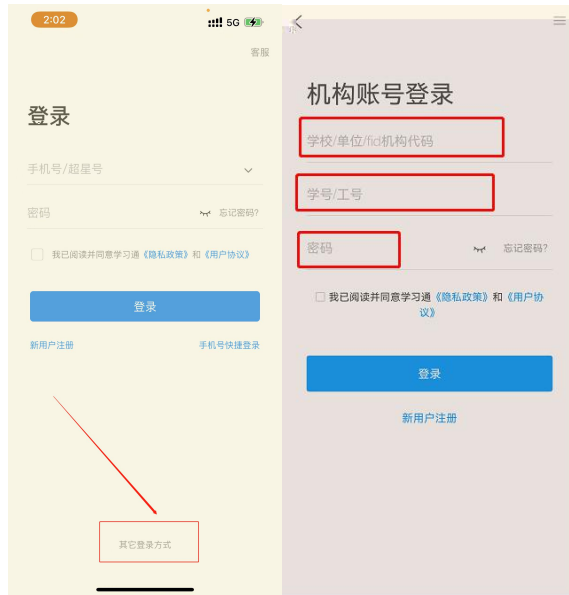 2:02
5G
客服
登录
手机号/超星号
密码
忘记密码?
我已阅读并同意学习通《隐私政策》和《用户协议》
登录
新用户注册
手机号快捷登录
其它登录方式
机构账号登录
学校/单位/fid机构代码
学号/工号
密码
忘记密码?
我已阅读并同意学习通《隐私政策》和《用户协
议》
登录
新用户注册